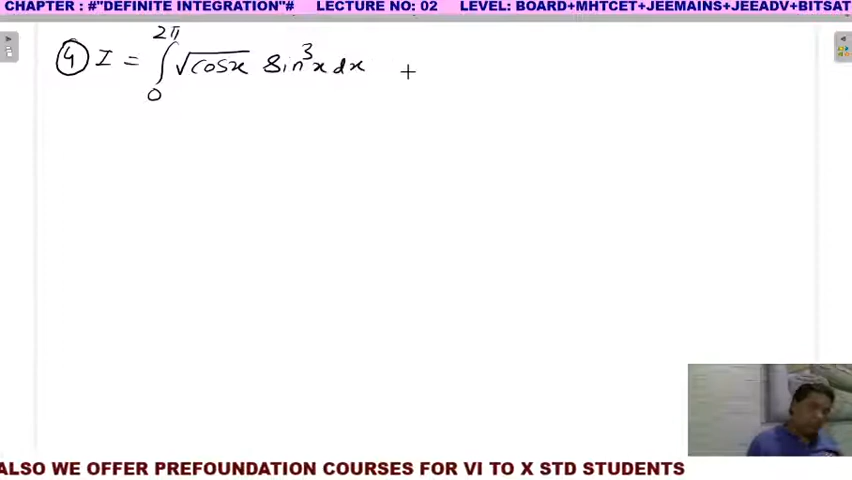 CHAPTER : #"DEFINITE INTEGRATION"# LECTURE NO: 02 LEVEL: BOARD+MHTCET+JEEMAINS+JEEADV+BITSAT
④ I = ∫₀^{2π} √cosx Sin³x dx +
ALSO WE OFFER PREFOUNDATION COURSES FOR VI TO X STD STUDENTS